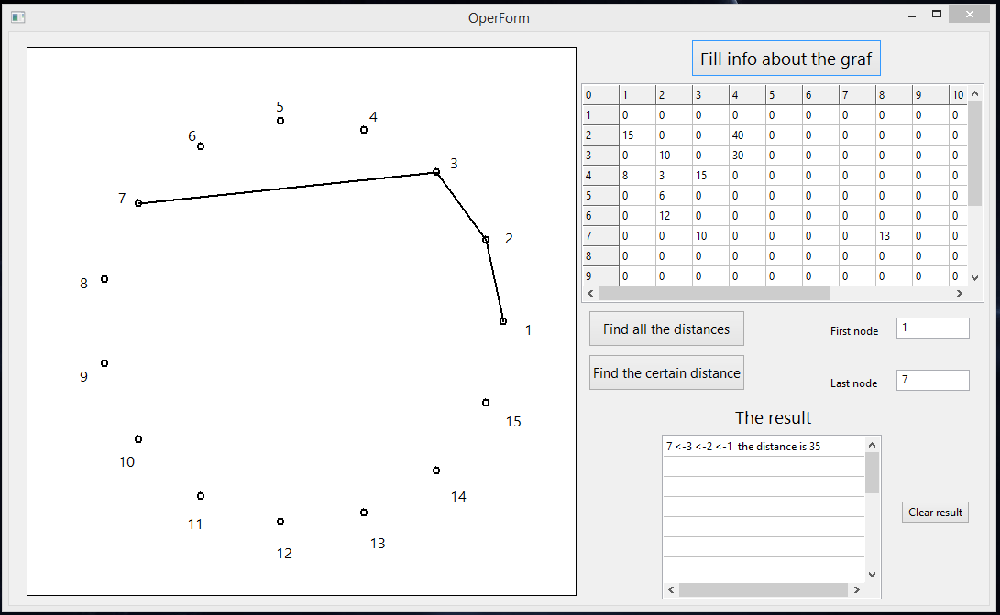 OperForm
Fill info about the graf
0 1 2 3 4 5 6 7 8 9 10
1 0 0 0 0 0 0 0 0 0 0
2 15 0 0 40 0 0 0 0 0 0
3 0 10 0 30 0 0 0 0 0 0
4 8 3 15 0 0 0 0 0 0 0
5 0 6 0 0 0 0 0 0 0 0
6 0 12 0 0 0 0 0 0 0 0
7 0 0 10 0 0 0 0 13 0 0
8 0 0 0 0 0 0 0 0 0 0
9 0 0 0 0 0 0 0 0 0 0
5
4
6
3
7
2
8
1
9
15
10
14
11
13
12
Find all the distances
First node 1
Find the certain distance
Last node 7
The result
7 <-3 <-2 <-1 the distance is 35
Clear result